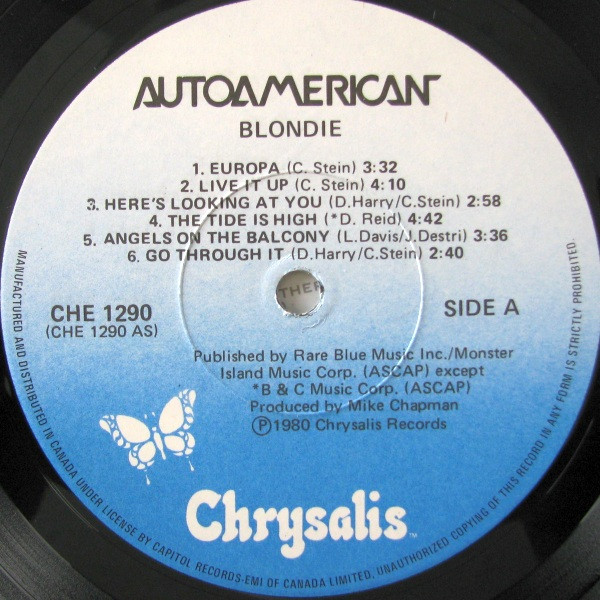 AUTOAMERICAN
BLONDIE
1. EUROPA (C. Stein) 3:32
2. LIVE IT UP (C. Stein) 4:10
3. HERE'S LOOKING AT YOU (D.Harry/C.Stein) 2:58
4. THE TIDE IS HIGH (*D. Reid) 4:42
5. ANGELS ON THE BALCONY (L.Davis/J.Destri) 3:36
6. GO THROUGH IT (D.Harry/C.Stein) 2:40
THER
CHE 1290
(CHE 1290 AS)
SIDE A
Published by Rare Blue Music Inc./Monster
Island Music Corp. (ASCAP) except
*B & C Music Corp. (ASCAP)
Produced by Mike Chapman
Ⓟ1980 Chrysalis Records
Chrysalis™
MANUFACTURED AND DISTRIBUTED IN CANADA UNDER LICENSE BY CAPITOL RECORDS-EMI OF CANADA LIMITED. UNAUTHORIZED COPYING OF THIS RECORD IN ANY FORM IS STRICTLY PROHIBITED.